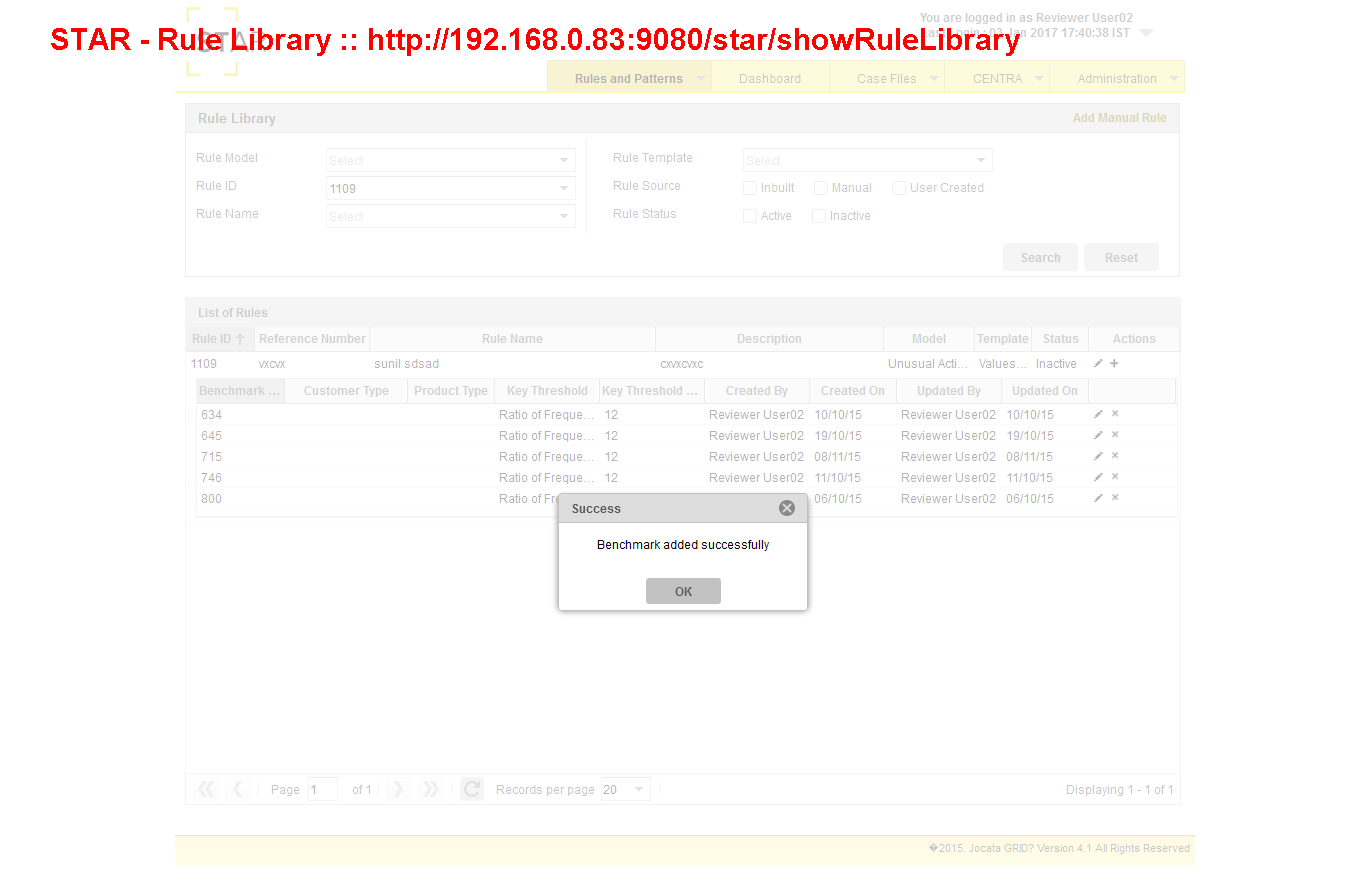 You are logged in as Reviewer User02
STAR - Rule Library :: http://192.168.0.83:9080/star/showRuleLibrary
STAR
Last Login : 03 Jan 2017 17:40:38 IST
Rules and Patterns Dashboard Case Files CENTRA Administration
Rule Library Add Manual Rule
Rule Model Select Rule Template Select
Rule ID 1109 Rule Source Inbuilt Manual User Created
Rule Name Select Rule Status Active Inactive
Search Reset
List of Rules
Rule ID Reference Number Rule Name Description Model Template Status Actions
1109 vxcvx sunil sdsad cxvxcvxc Unusual Acti... Values... Inactive
Benchmark ... Customer Type Product Type Key Threshold Key Threshold ... Created By Created On Updated By Updated On
634 Ratio of Freque... 12 Reviewer User02 10/10/15 Reviewer User02 10/10/15
645 Ratio of Freque... 12 Reviewer User02 19/10/15 Reviewer User02 19/10/15
715 Ratio of Freque... 12 Reviewer User02 08/11/15 Reviewer User02 08/11/15
746 Ratio of Freque... 12 Reviewer User02 11/10/15 Reviewer User02 11/10/15
800 Ratio of Fre 06/10/15 Reviewer User02 06/10/15
Success
Benchmark added successfully
OK
Page 1 of 1 Records per page 20 Displaying 1 - 1 of 1
�2015. Jocata GRID? Version 4.1 All Rights Reserved